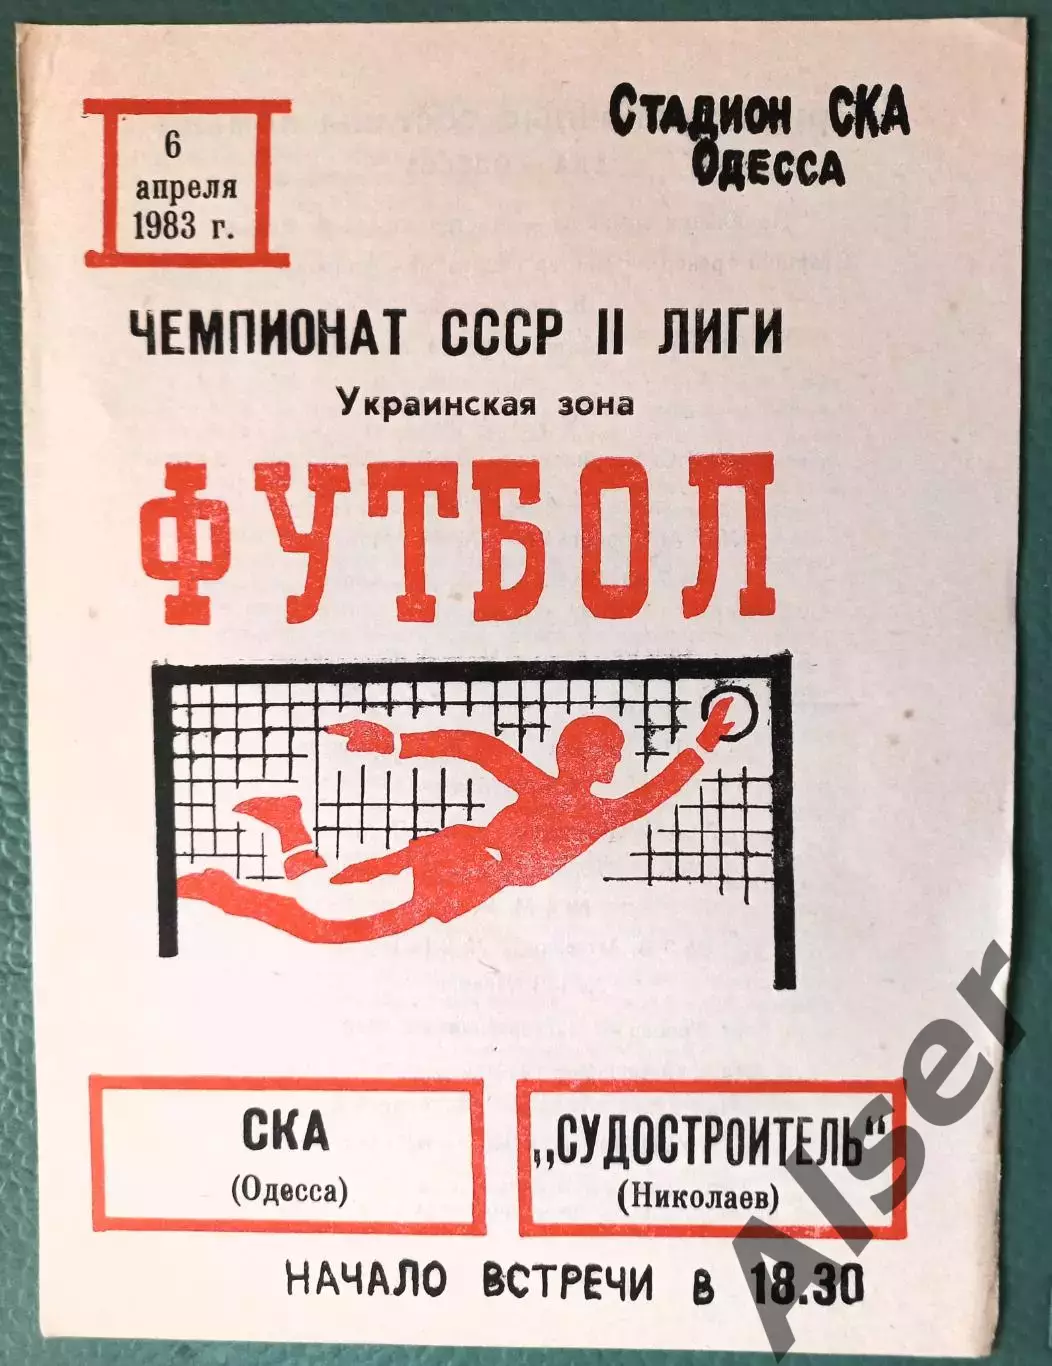 6
апреля
1983 г.
Стадион СКА
Одесса
ЧЕМПИОНАТ СССР II ЛИГИ
Украинская зона
ФУТБОЛ
СКА
(Одесса)
„СУДОСТРОИТЕЛЬ“
(Николаев)
НАЧАЛО ВСТРЕЧИ В 18.30
Alser